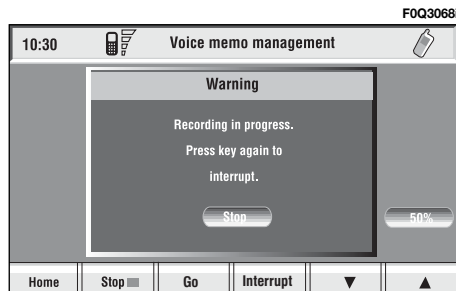 F0Q3068
10:30 Voice memo management
Warning
Recording in progress.
Press key again to
interrupt.
Stop
50%
Home Stop Go Interrupt ▼ ▲